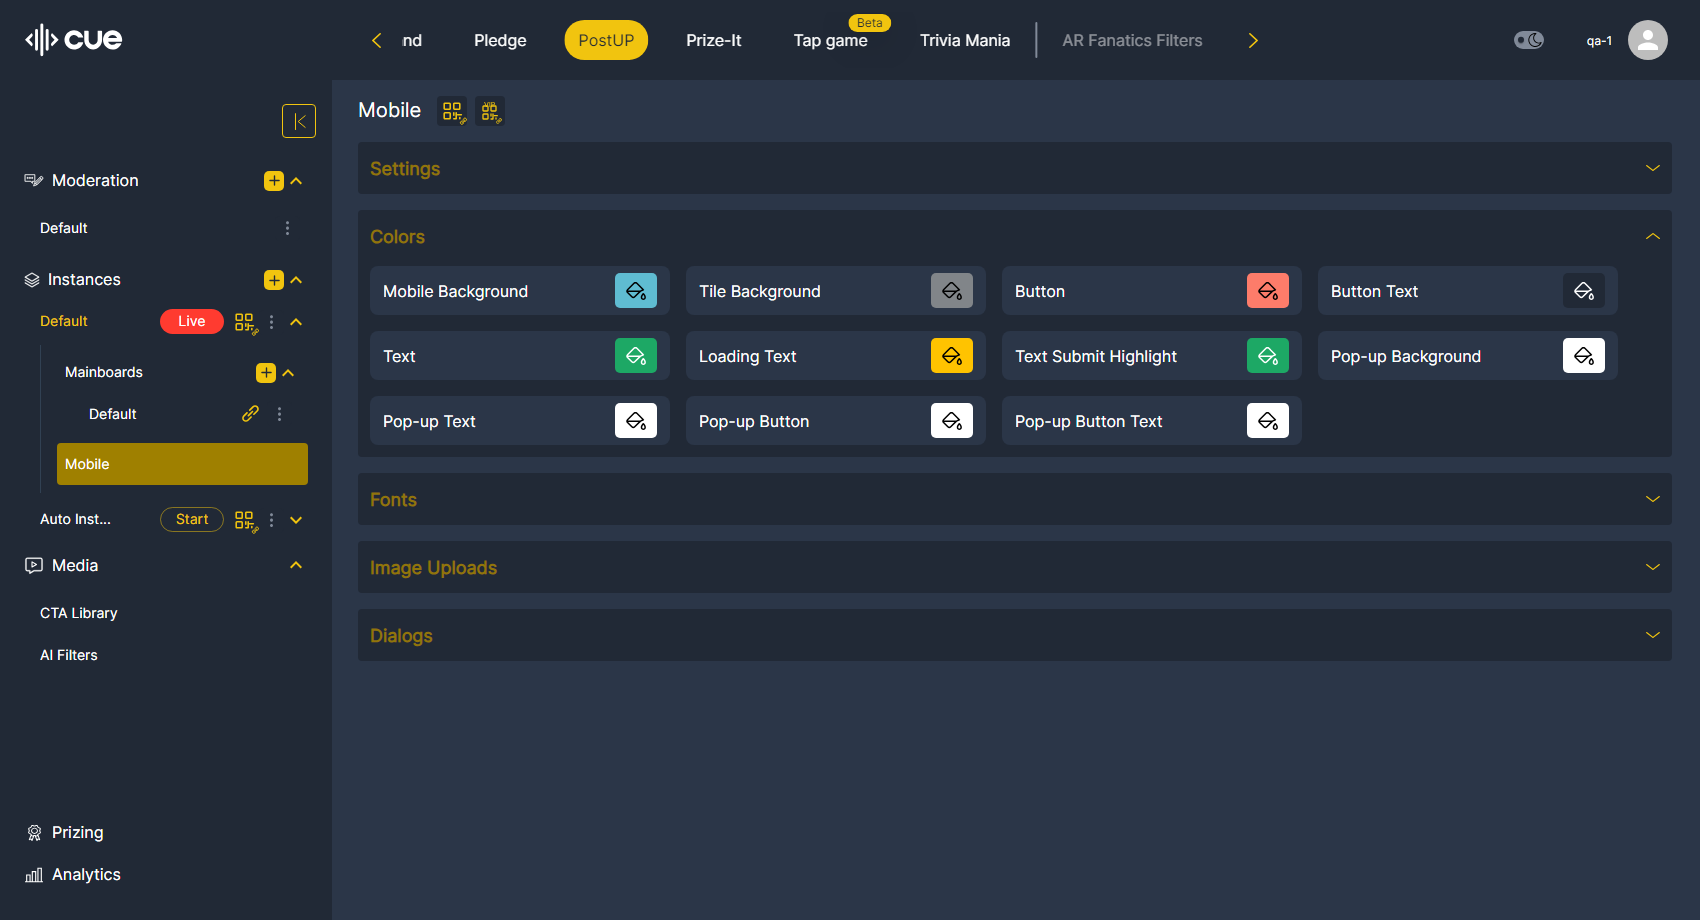 cue
nd
Pledge
PostUP
Prize-It
Beta
Tap game
Trivia Mania
AR Fanatics Filters
qa-1
Moderation
Default
Instances
Default
Live
Mainboards
Default
Mobile
Auto Inst...
Start
Media
CTA Library
AI Filters
Prizing
Analytics
Mobile
VIP
Settings
Colors
Mobile Background
Tile Background
Button
Button Text
Text
Loading Text
Text Submit Highlight
Pop-up Background
Pop-up Text
Pop-up Button
Pop-up Button Text
Fonts
Image Uploads
Dialogs